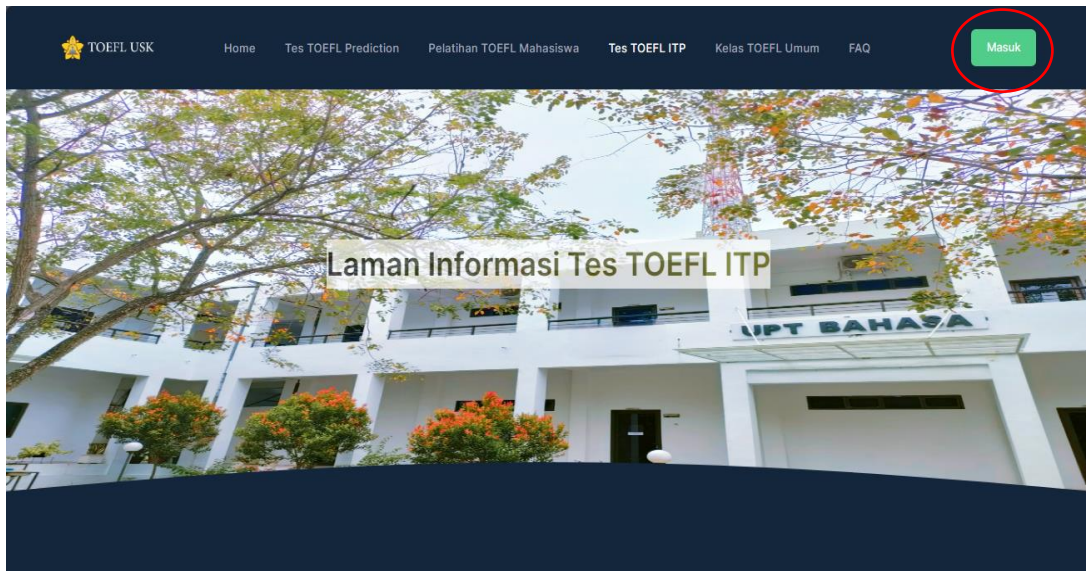 TOEFL USK
Home Tes TOEFL Prediction Pelatihan TOEFL Mahasiswa Tes TOEFL ITP Kelas TOEFL Umum FAQ
Masuk
Laman Informasi Tes TOEFL ITP
UPT BAHASA